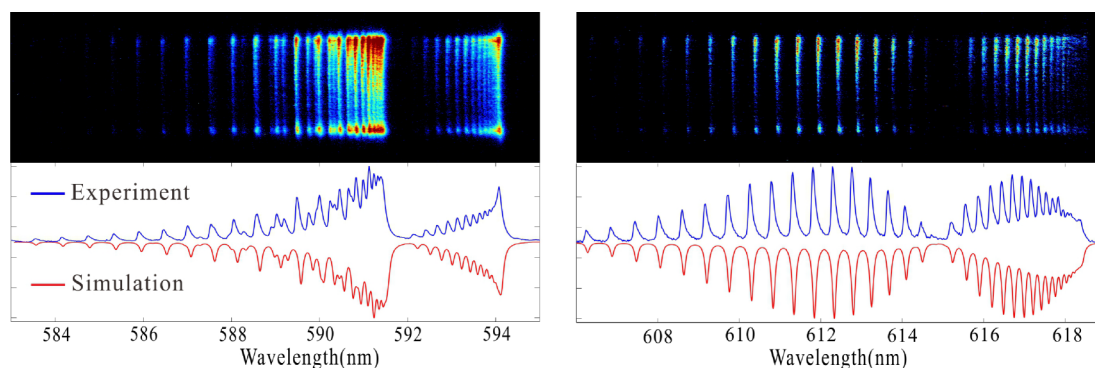 Experiment
Simulation
584 586 588 590 592 594
Wavelength(nm)
608 610 612 614 616 618
Wavelength(nm)